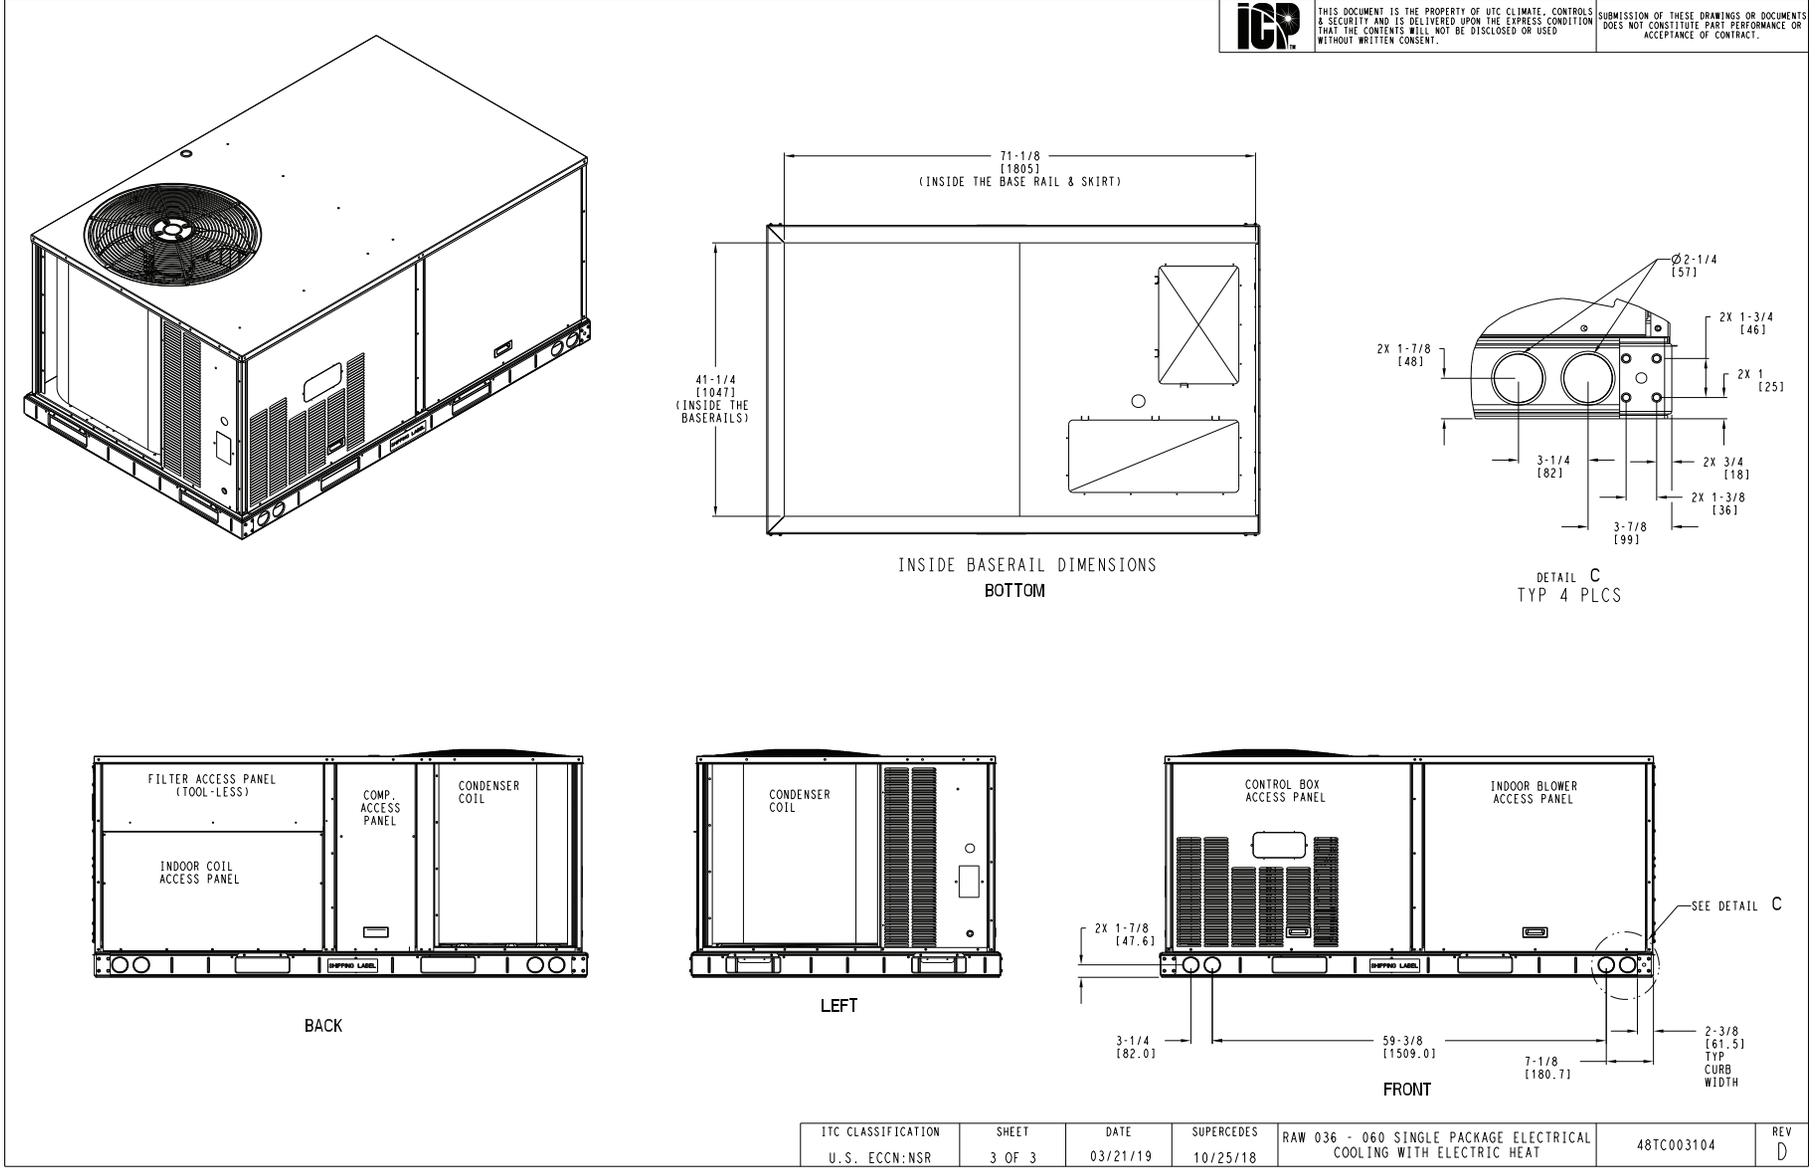 ICP
TM
THIS DOCUMENT IS THE PROPERTY OF UTC CLIMATE, CONTROLS
& SECURITY AND IS DELIVERED UPON THE EXPRESS CONDITION
THAT THE CONTENTS WILL NOT BE DISCLOSED OR USED
WITHOUT WRITTEN CONSENT.
SUBMISSION OF THESE DRAWINGS OR DOCUMENTS
DOES NOT CONSTITUTE PART PERFORMANCE OR
ACCEPTANCE OF CONTRACT.
SHIPPING LABEL
71-1/8
[1805]
(INSIDE THE BASE RAIL & SKIRT)
41-1/4
[1047]
(INSIDE THE
BASERAILS)
INSIDE BASERAIL DIMENSIONS
BOTTOM
Ø2-1/4
[57]
2X 1-3/4
[46]
2X 1-7/8
[48]
2X 1
[25]
3-1/4
[82]
2X 3/4
[18]
2X 1-3/8
[36]
3-7/8
[99]
DETAIL C
TYP 4 PLCS
FILTER ACCESS PANEL
(TOOL-LESS)
COMP.
ACCESS
PANEL
CONDENSER
COIL
INDOOR COIL
ACCESS PANEL
SHIPPING LABEL
BACK
CONDENSER
COIL
LEFT
CONTROL BOX
ACCESS PANEL
INDOOR BLOWER
ACCESS PANEL
SEE DETAIL C
2X 1-7/8
[47.6]
SHIPPING LABEL
3-1/4
[82.0]
59-3/8
[1509.0]
7-1/8
[180.7]
2-3/8
[61.5]
TYP
CURB
WIDTH
FRONT
ITC CLASSIFICATION
U.S. ECCN:NSR
SHEET
3 OF 3
DATE
03/21/19
SUPERCEDES
10/25/18
RAW 036 - 060 SINGLE PACKAGE ELECTRICAL
COOLING WITH ELECTRIC HEAT
48TC003104
REV
D